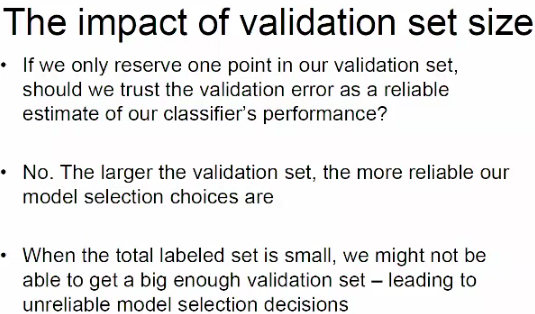 The impact of validation set size
• If we only reserve one point in our validation set,
should we trust the validation error as a reliable
estimate of our classifier's performance?
• No. The larger the validation set, the more reliable our
model selection choices are
• When the total labeled set is small, we might not be
able to get a big enough validation set – leading to
unreliable model selection decisions